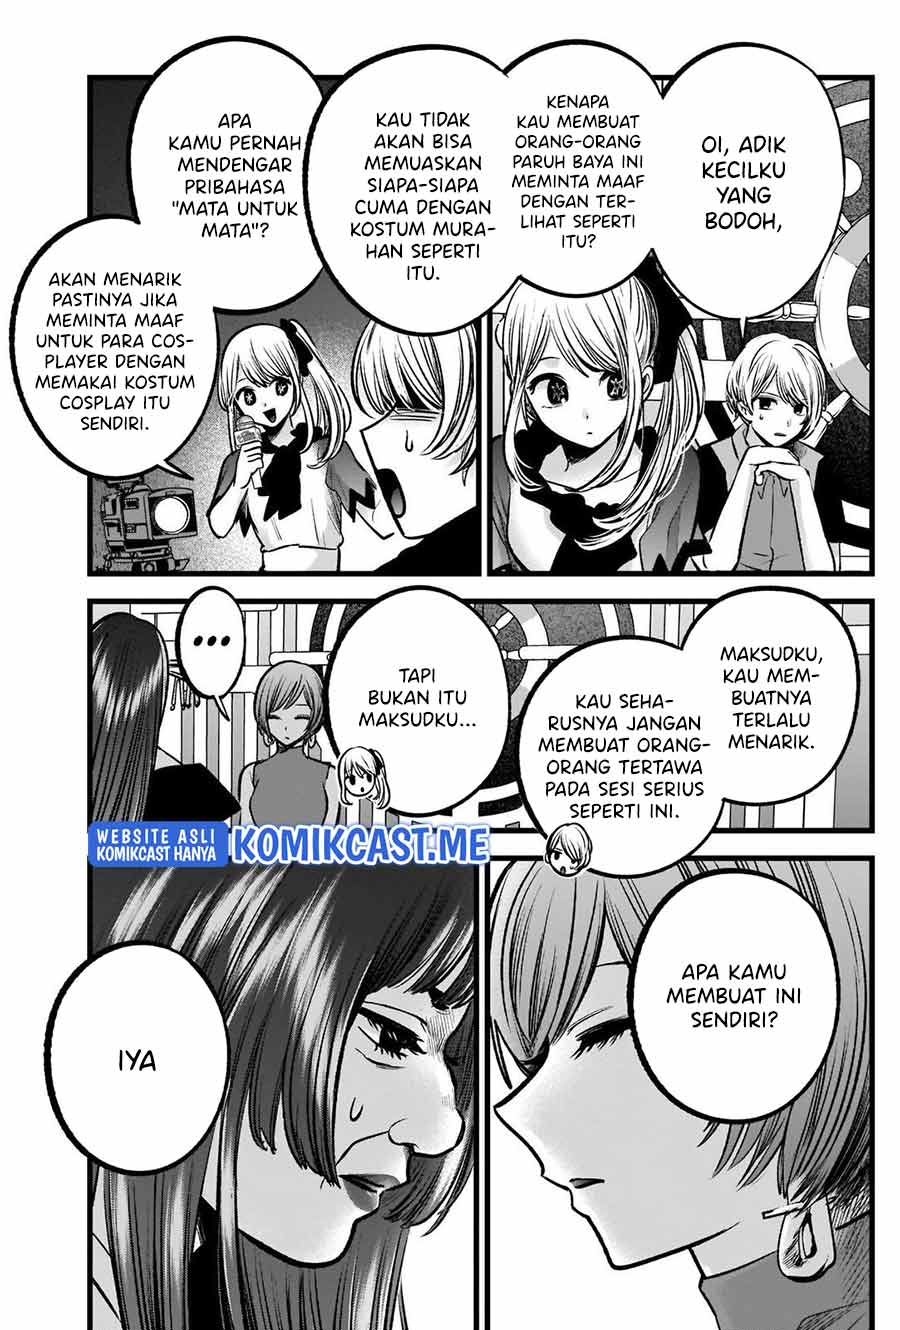 OI, ADIK
KECILKU
YANG
BODOH,
KENAPA
KAU MEMBUAT
ORANG-ORANG
PARUH BAYA INI
MEMINTA MAAF
DENGAN TER-
LIHAT SEPERTI
ITU?
KAU TIDAK
AKAN BISA
MEMUASKAN
SIAPA-SIAPA
CUMA DENGAN
KOSTUM MURA-
HAN SEPERTI
ITU.
APA
KAMU PERNAH
MENDENGAR
PRIBAHASA
"MATA UNTUK
MATA"?
AKAN MENARIK
PASTINYA JIKA
MEMINTA MAAF
UNTUK PARA COS-
PLAYER DENGAN
MEMAKAI KOSTUM
COSPLAY ITU
SENDIRI.
MAKSUDKU,
KAU MEM-
BUATNYA
TERLALU
MENARIK.
KAU SEHA-
RUSNYA JANGAN
MEMBUAT ORANG-
ORANG TERTAWA
PADA SESI SERIUS
SEPERTI INI.
TAPI
BUKAN ITU
MAKSUDKU...
...
WEBSITE ASLI
KOMIKCAST HANYA
KOMIKCAST.ME
APA KAMU
MEMBUAT INI
SENDIRI?
IYA